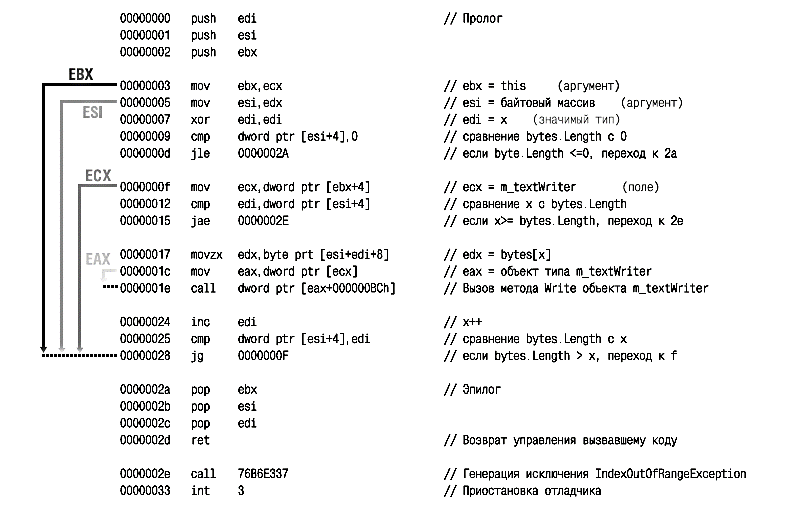 00000000 push edi // Пролог
00000001 push esi
00000002 push ebx
EBX
00000003 mov ebx,ecx // ebx = this (аргумент)
00000005 mov esi,edx // esi = байтовый массив (аргумент)
ESI
00000007 xor edi,edi // edi = x (значимый тип)
00000009 cmp dword ptr [esi+4],0 // сравнение bytes.Length с 0
0000000d jle 0000002A // если byte.Length <=0, переход к 2a
ECX
0000000f mov ecx,dword ptr [ebx+4] // ecx = m_textWriter (поле)
00000012 cmp edi,dword ptr [esi+4] // сравнение x с bytes.Length
00000015 jae 0000002E // если x>= bytes.Length, переход к 2e
EAX
00000017 movzx edx,byte prt [esi+edi+8] // edx = bytes[x]
0000001c mov eax,dword ptr [ecx] // eax = объект типа m_textWriter
0000001e call dword ptr [eax+000000BCh] // Вызов метода Write объекта m_textWriter
00000024 inc edi // x++
00000025 cmp dword ptr [esi+4],edi // сравнение bytes.Length с x
00000028 jg 0000000F // если bytes.Length > x, переход к f
0000002a pop ebx // Эпилог
0000002b pop esi
0000002c pop edi
0000002d ret // Возврат управления вызвавшему коду
0000002e call 76B6E337 // Генерация исключения IndexOutOfRangeException
00000033 int 3 // Приостановка отладчика